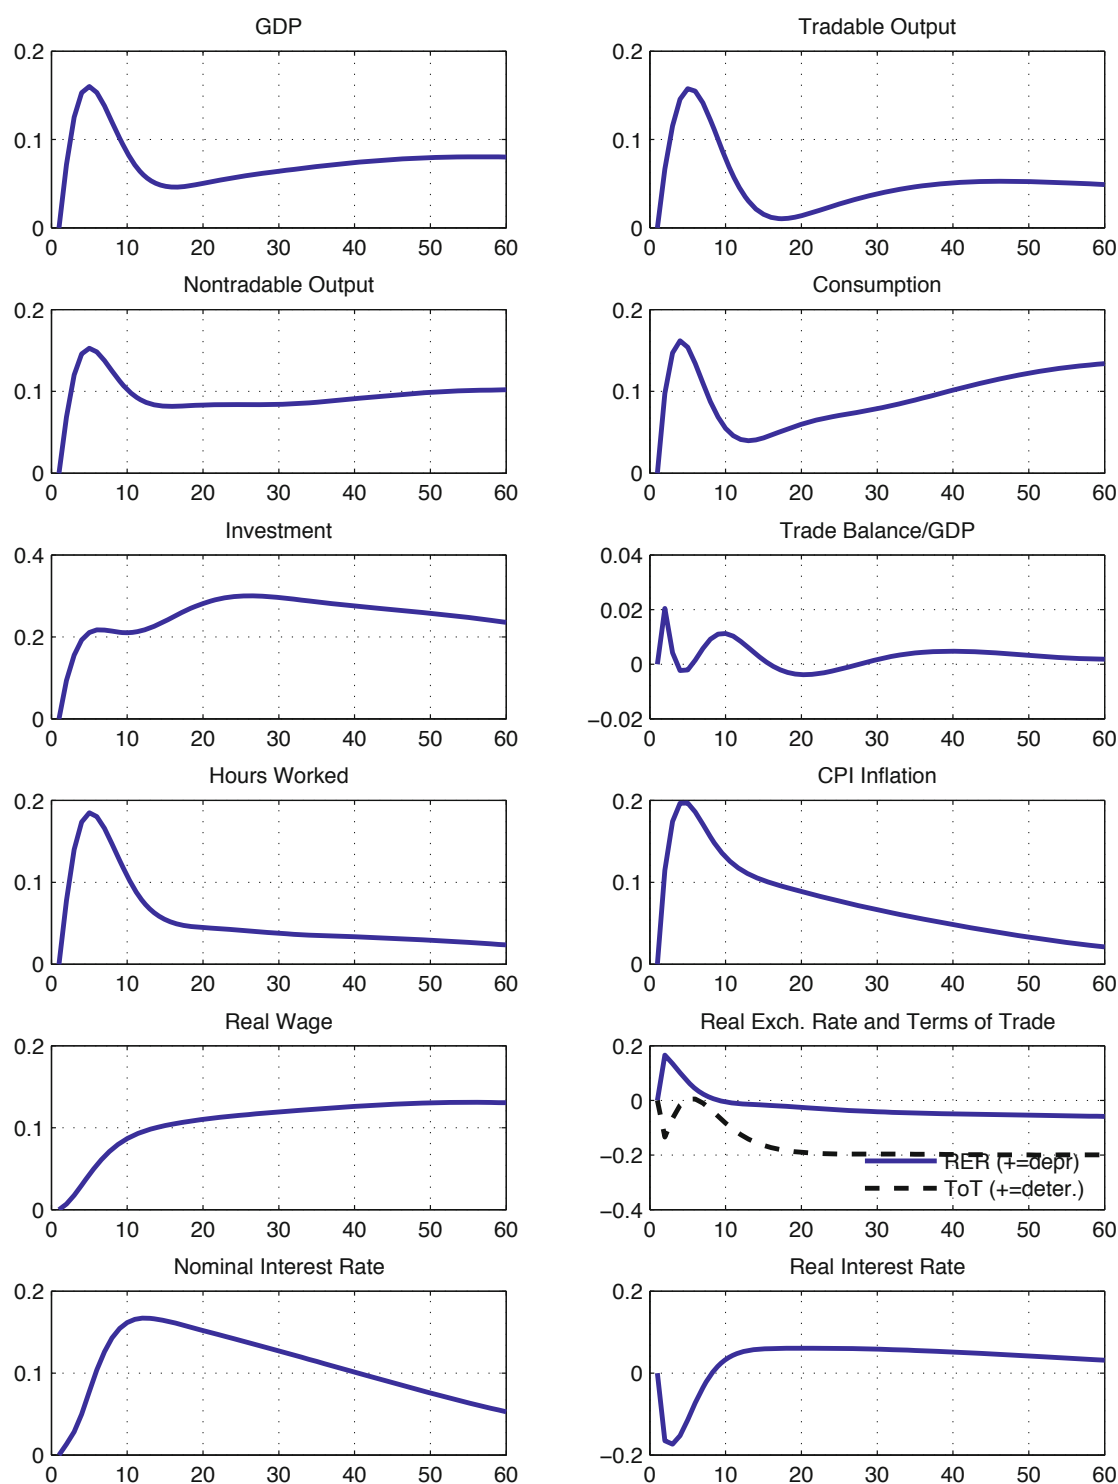 GDP
0.2
0.1
0
0 10 20 30 40 50 60
Tradable Output
0.2
0.1
0
0 10 20 30 40 50 60
Nontradable Output
0.2
0.1
0
0 10 20 30 40 50 60
Consumption
0.2
0.1
0
0 10 20 30 40 50 60
Investment
0.4
0.2
0
0 10 20 30 40 50 60
Trade Balance/GDP
0.04
0.02
0
−0.02
0 10 20 30 40 50 60
Hours Worked
0.2
0.1
0
0 10 20 30 40 50 60
CPI Inflation
0.2
0.1
0
0 10 20 30 40 50 60
Real Wage
0.2
0.1
0
0 10 20 30 40 50 60
Real Exch. Rate and Terms of Trade
0.2
0
−0.2
−0.4
RER (+=depr)
ToT (+=deter.)
0 10 20 30 40 50 60
Nominal Interest Rate
0.2
0.1
0
0 10 20 30 40 50 60
Real Interest Rate
0.2
0
−0.2
0 10 20 30 40 50 60